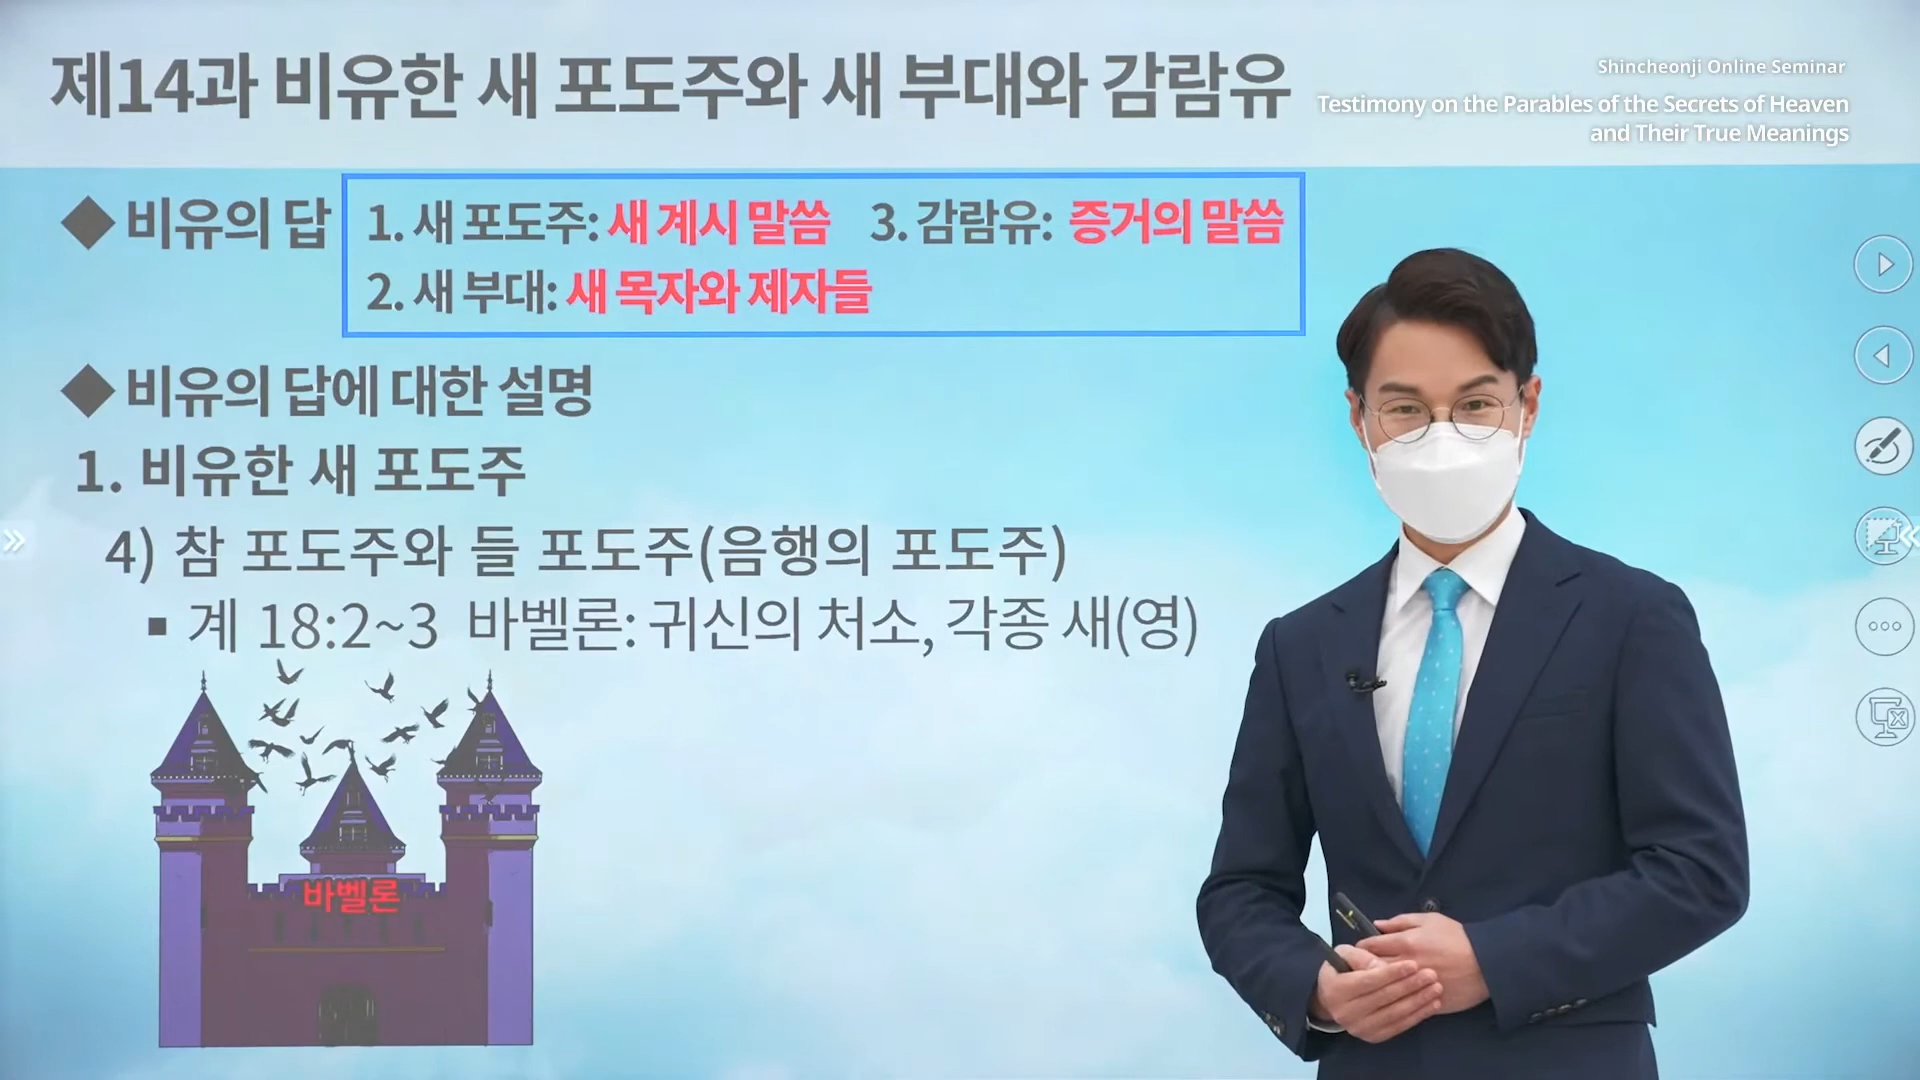 제14과 비유한 새 포도주와 새 부대와 감람유
Shincheonji Online Seminar
Testimony on the Parables of the Secrets of Heaven
and Their True Meanings
◆ 비유의 답
1. 새 포도주: 새 계시 말씀 3. 감람유: 증거의 말씀
2. 새 부대: 새 목자와 제자들
◆ 비유의 답에 대한 설명
1. 비유한 새 포도주
4) 참 포도주와 들 포도주(음행의 포도주)
▪ 계 18:2~3 바벨론: 귀신의 처소, 각종 새(영)
바벨론